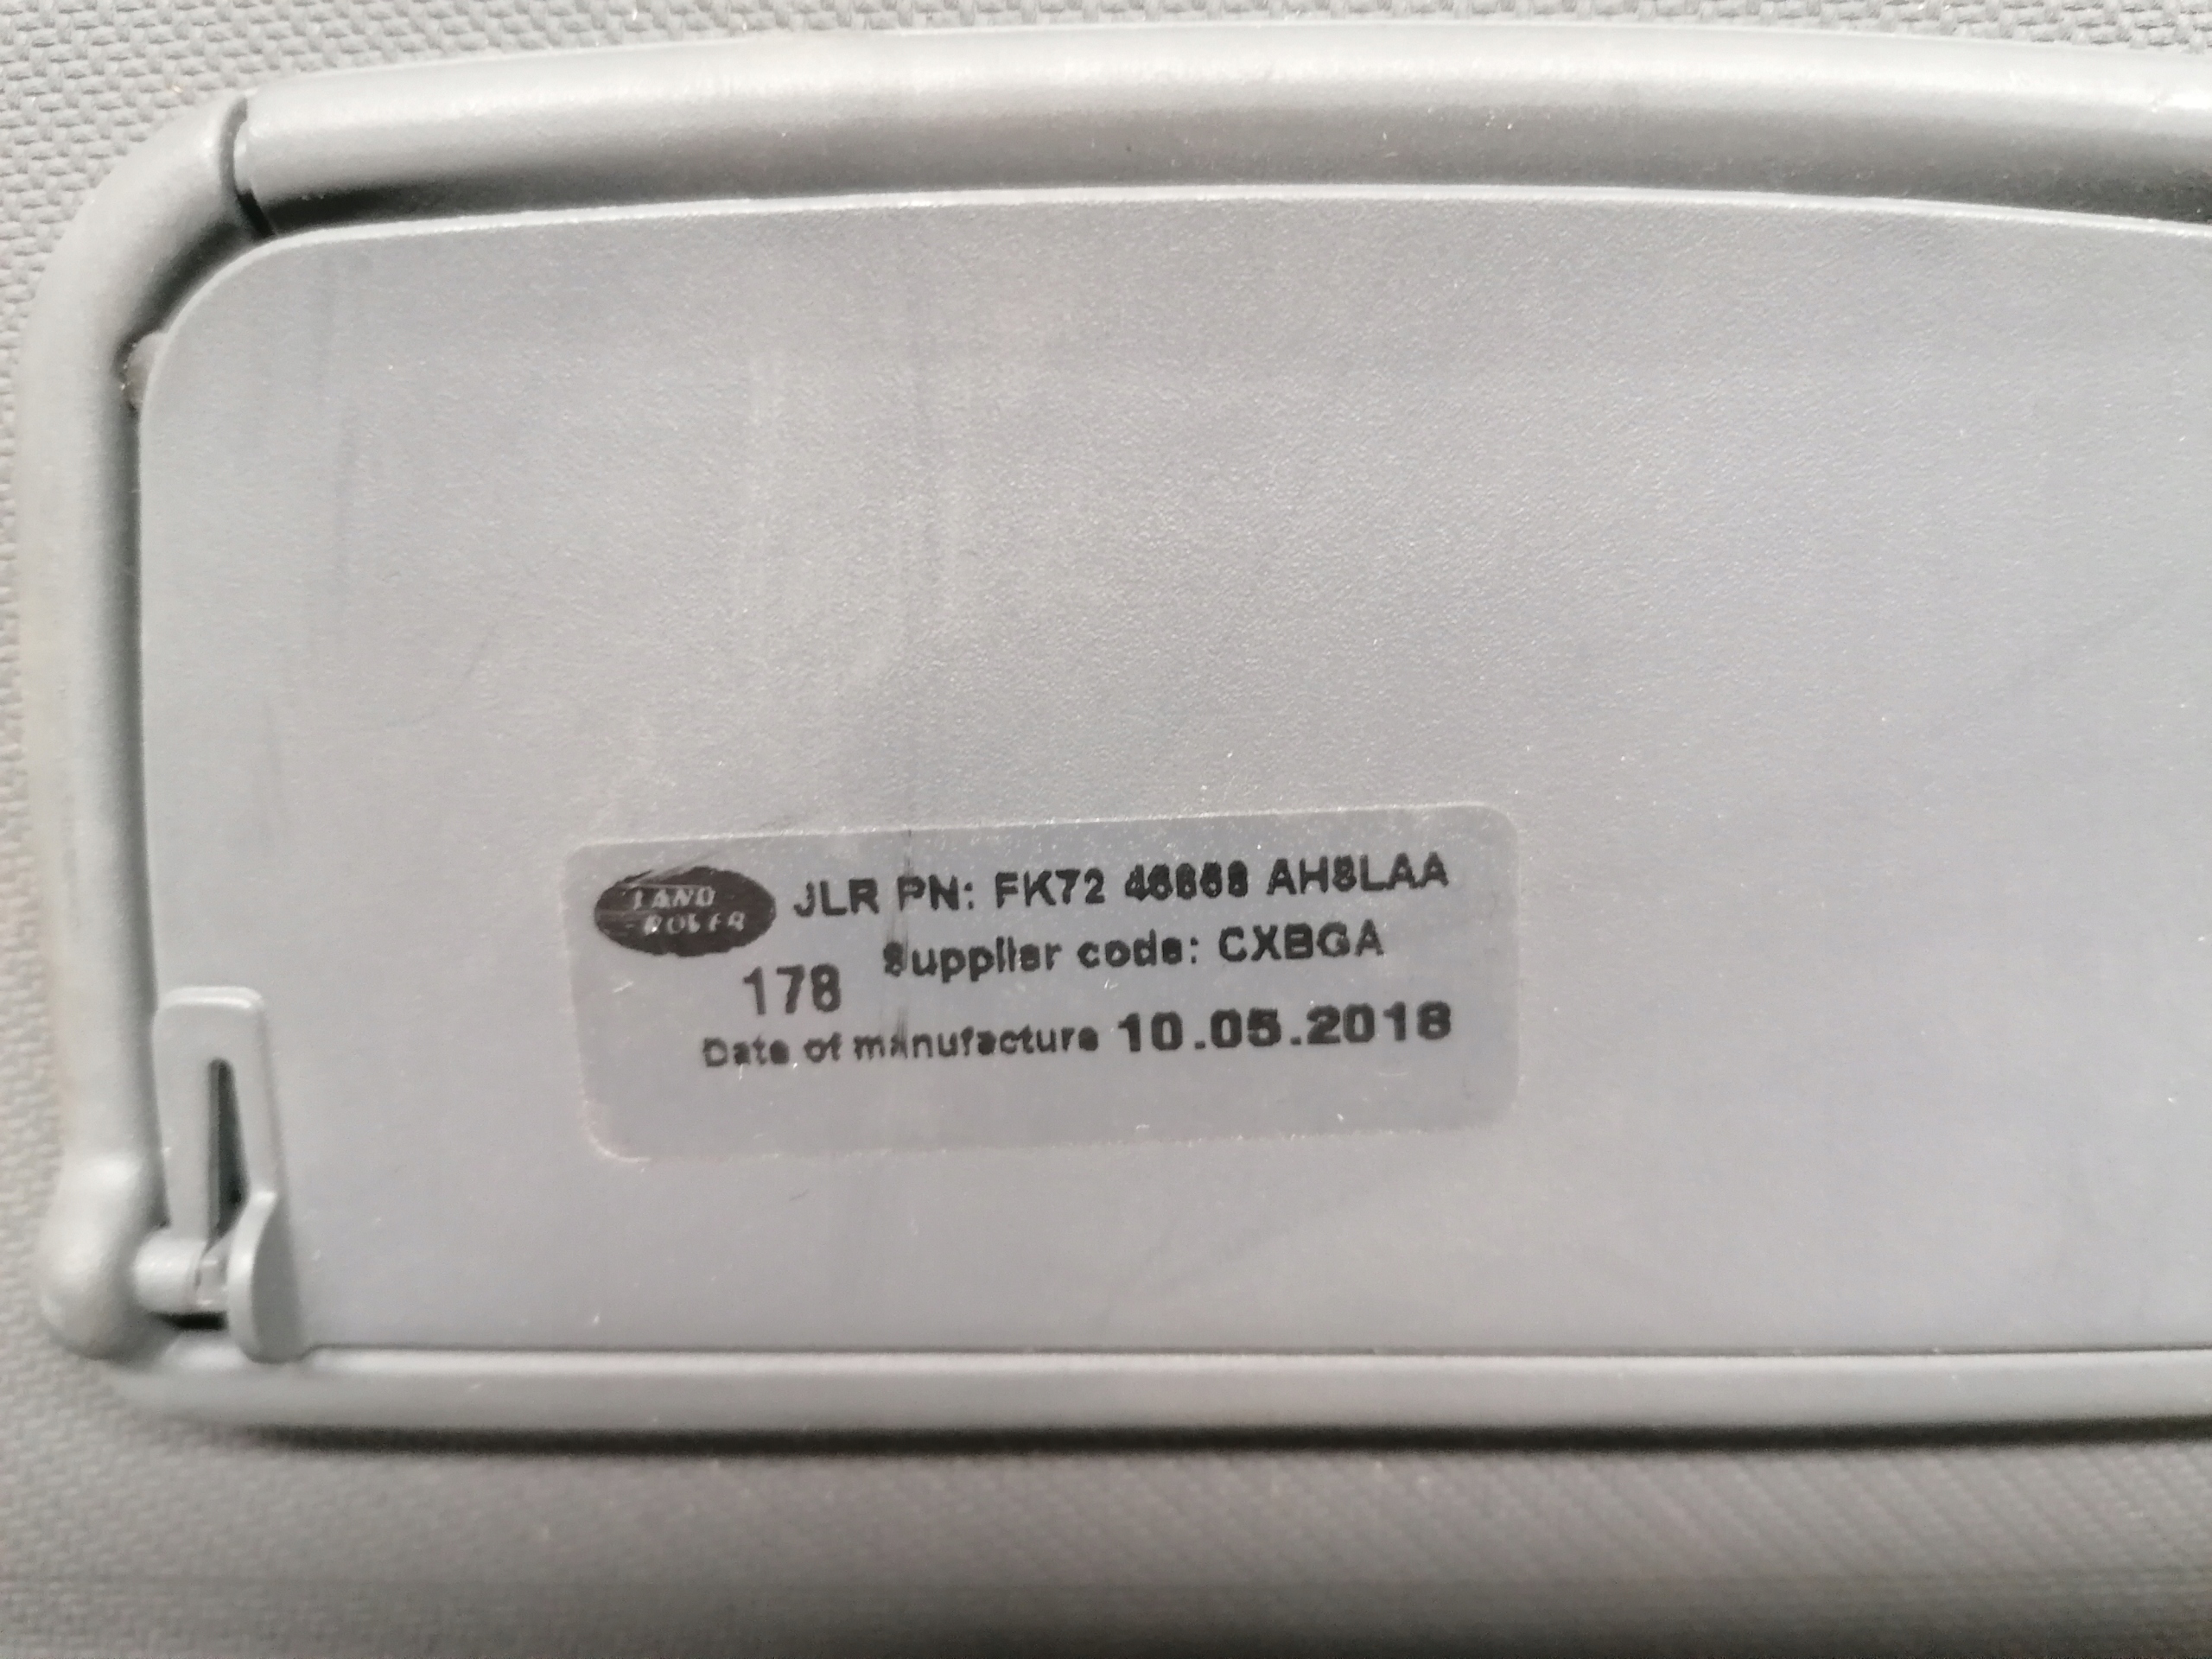 LAND
ROVER
JLR PN: FK72 46868 AH8LAA
Supplier code: CXBGA
178
Date of manufacture 10.05.2018